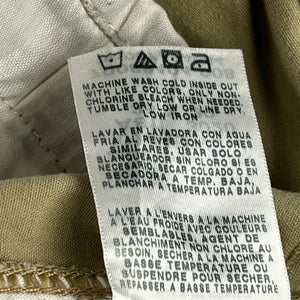 MACHINE WASH COLD INSIDE OUT
WITH LIKE COLORS, ONLY NON-
CHLORINE BLEACH WHEN NEEDED,
TUMBLE DRY LOW OR LINE DRY,
LOW IRON
LAVAR EN LAVADORA CON AGUA
FRIA AL REVES CON COLORES
SIMILARES, USAR SOLO
BLANQUEADOR SIN CLORO SI ES
NECESARIO, SECAR COLGADO O EN
SECADORA A TEMP. BAJA,
PLANCHAR A TEMPERATURA BAJA.
LAVER A L'ENVERS A LA MACHINE
A L'EAU FROIDE AVEC COULEURS
SEMBLABLES, AGENT DE
BLANCHIMENT SIN CHLORO AU
BESOIN, SECHER A LA MACHINE A
BASSE TEMPERATURE OU
SUSPENDRE POUR SECHER,
REPASSER A BASSE TEMPERATURE